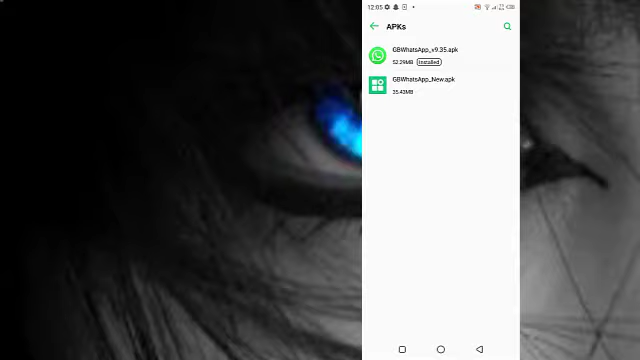 12:05
APKs
GBWhatsApp_v9.35.apk
52.29MB Installed
GBWhatsApp_New.apk
35.43MB